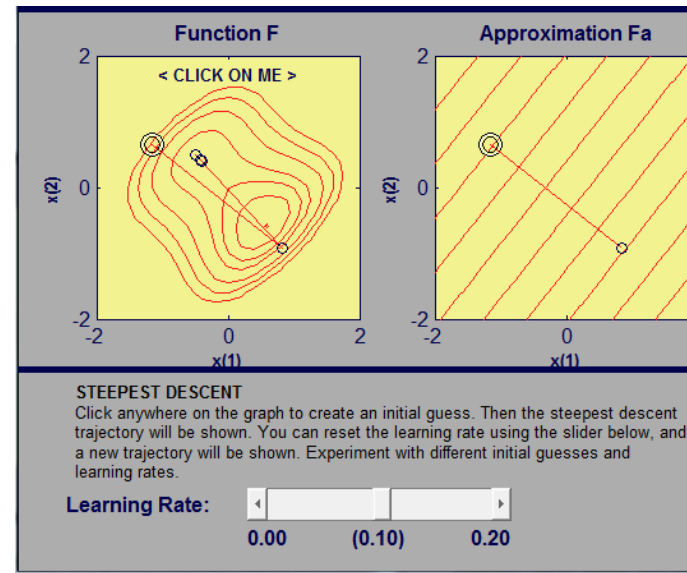 Function F
Approximation Fa
2
< CLICK ON ME >
x(2)
0
-2
-2
0
2
x(1)
2
x(2)
0
-2
-2
0
x(1)
STEEPEST DESCENT
Click anywhere on the graph to create an initial guess. Then the steepest descent
trajectory will be shown. You can reset the learning rate using the slider below, and
a new trajectory will be shown. Experiment with different initial guesses and
learning rates.
Learning Rate:
0.00
(0.10)
0.20